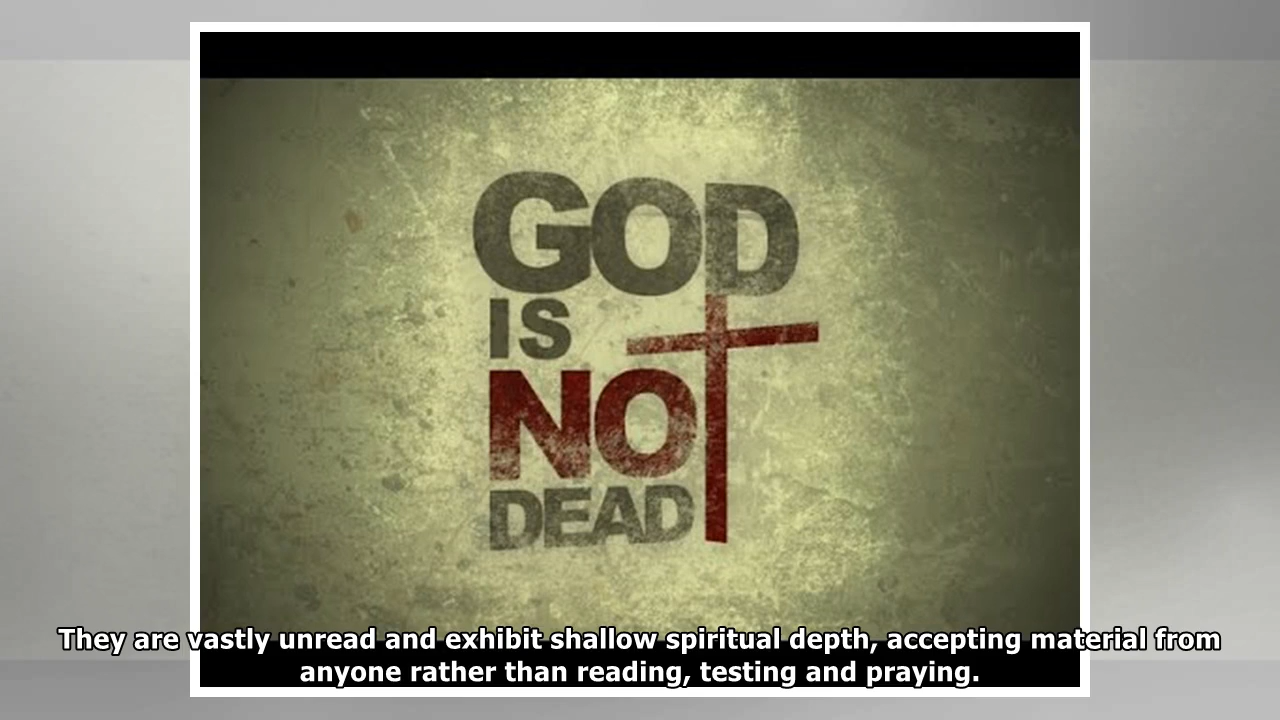 GOD
IS
NOT
DEAD
They are vastly unread and exhibit shallow spiritual depth, accepting material from
anyone rather than reading, testing and praying.